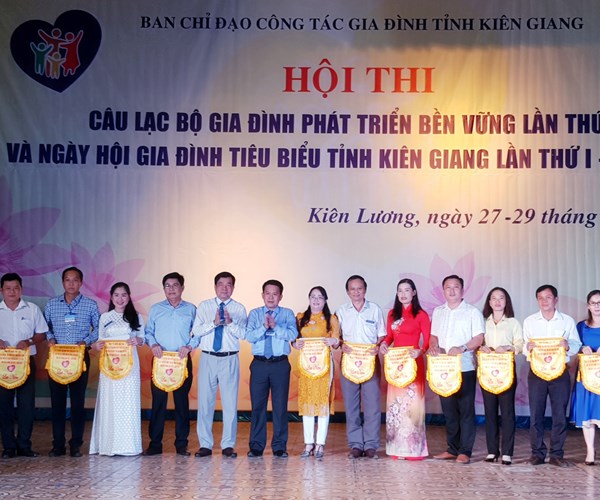 BAN CHỈ ĐẠO CÔNG TÁC GIA ĐÌNH TỈNH KIÊN GIANG
HỘI THI
CÂU LẠC BỘ GIA ĐÌNH PHÁT TRIỂN BỀN VỮNG LẦN THỨ
VÀ NGÀY HỘI GIA ĐÌNH TIÊU BIỂU TỈNH KIÊN GIANG LẦN THỨ I -
Kiên Lương, ngày 27-29 tháng